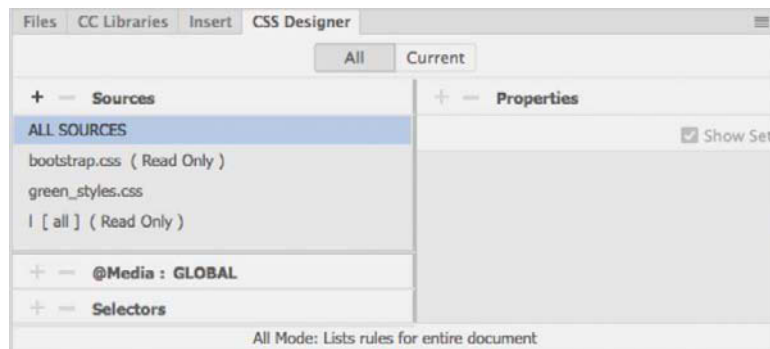 Files CC Libraries Insert CSS Designer
All Current
+ − Sources
+ − Properties
ALL SOURCES
Show Set
bootstrap.css ( Read Only )
green_styles.css
l [ all ] ( Read Only )
+ − @Media : GLOBAL
+ − Selectors
All Mode: Lists rules for entire document